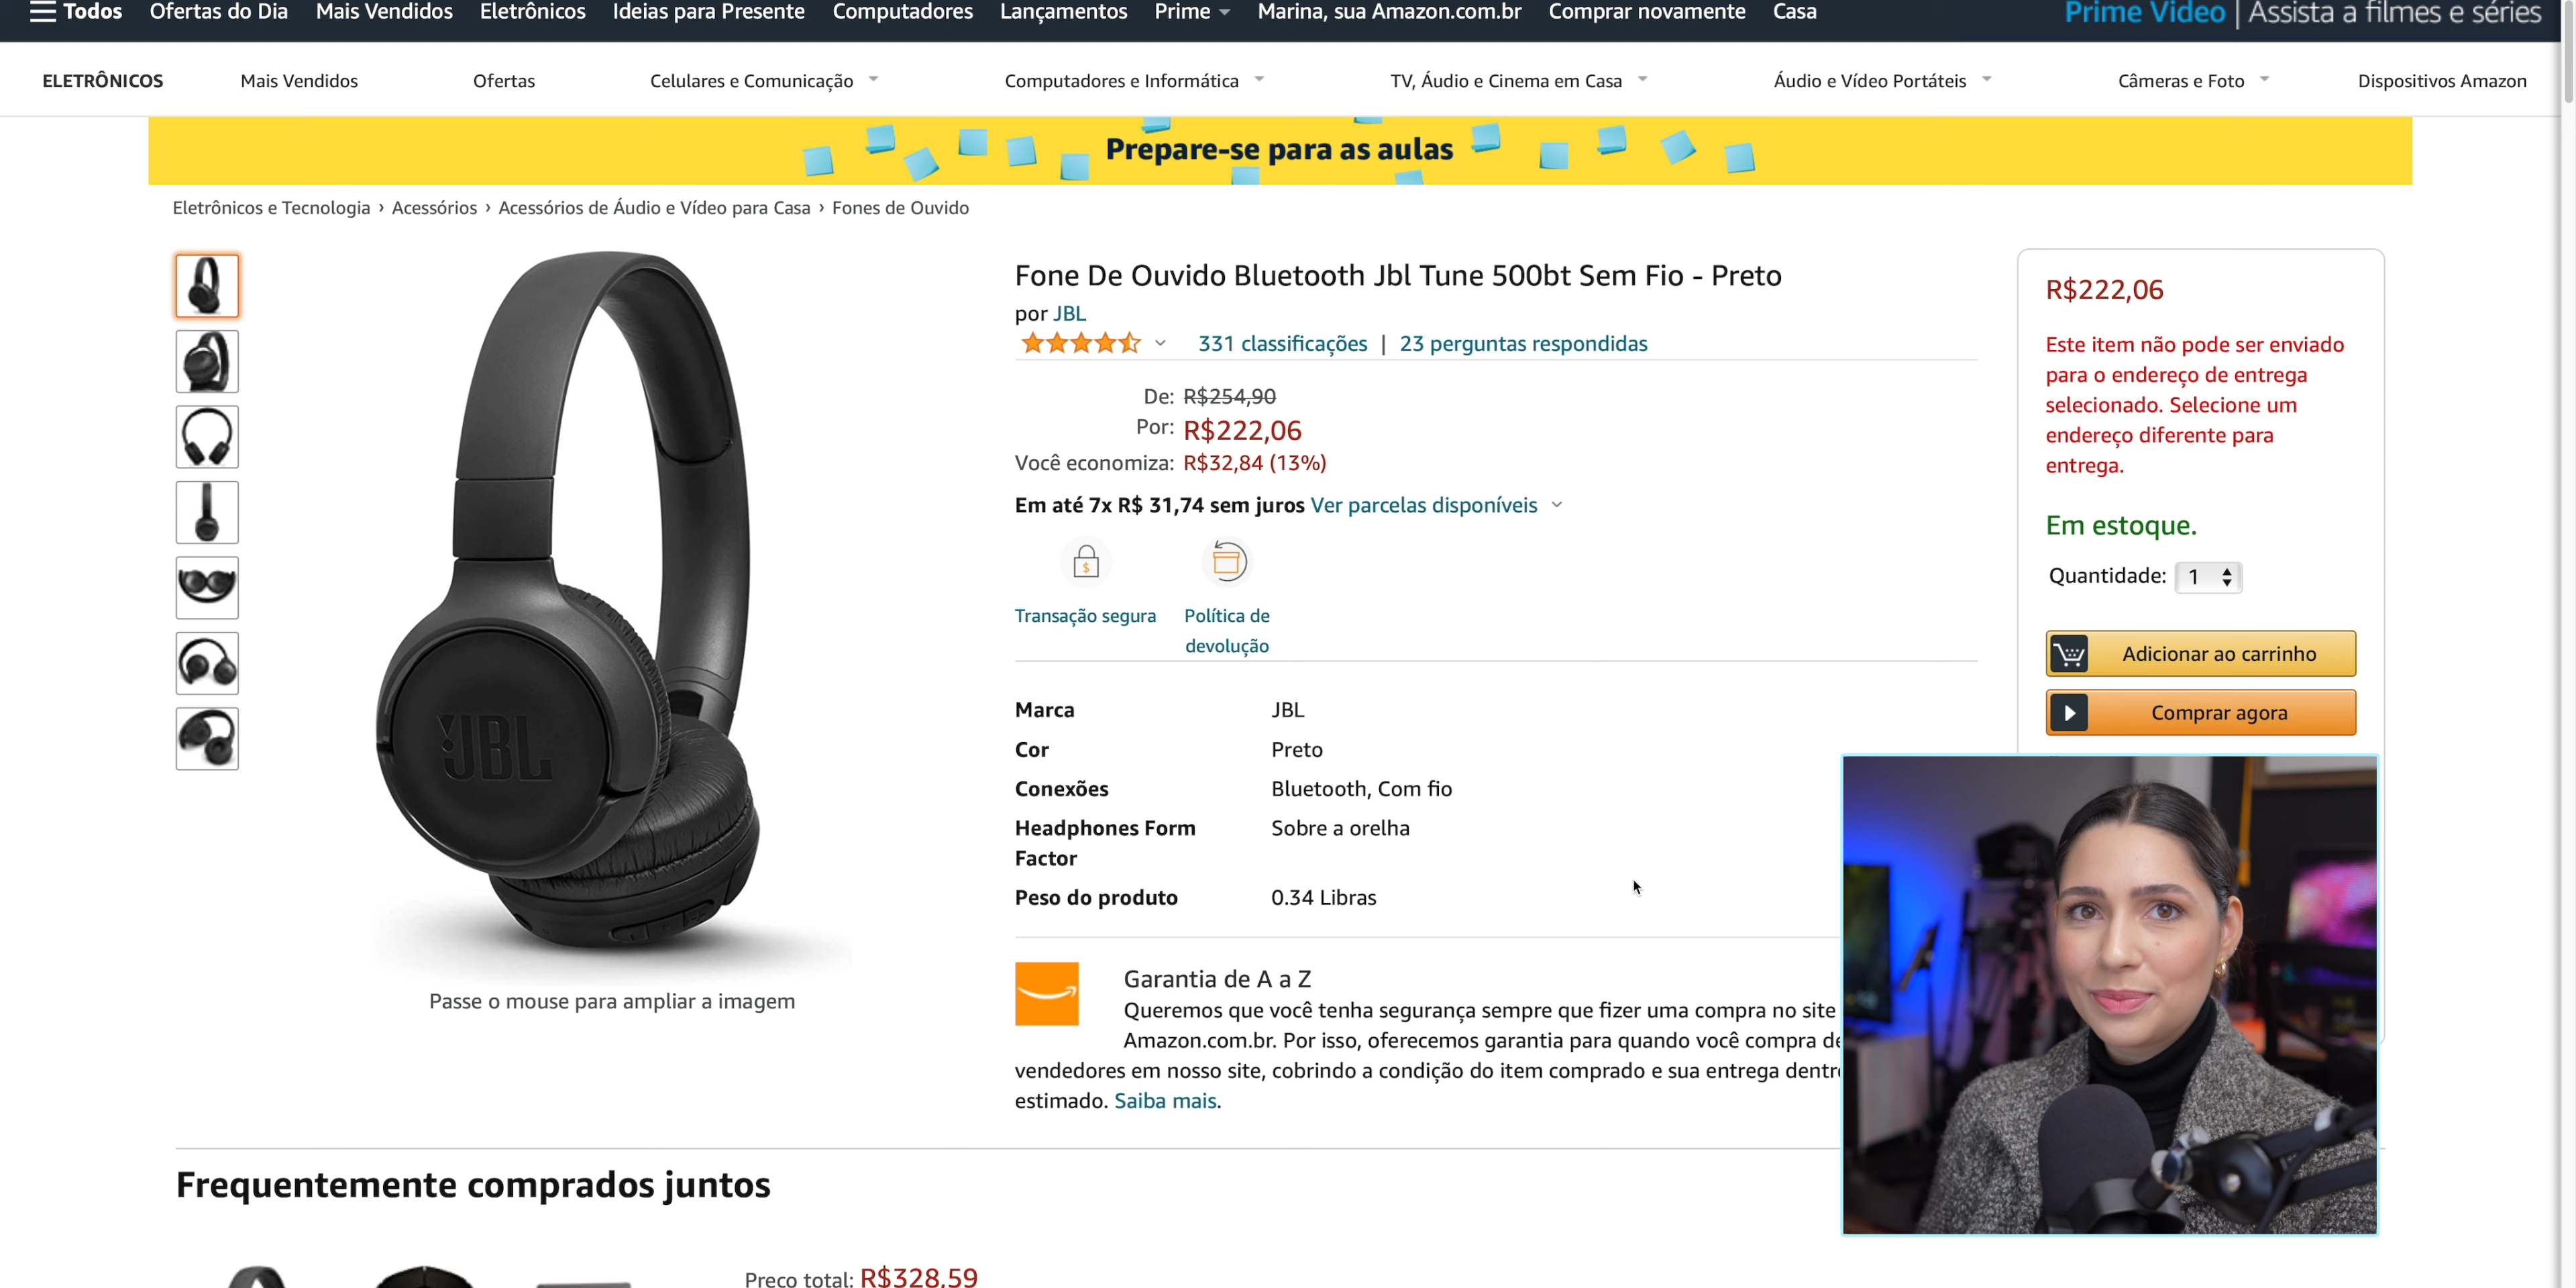 Todos Ofertas do Dia Mais Vendidos Eletrônicos Ideias para Presente Computadores Lançamentos Prime Marina, sua Amazon.com.br Comprar novamente Casa Prime Video | Assista a filmes e séries
ELETRÔNICOS Mais Vendidos Ofertas Celulares e Comunicação Computadores e Informática TV, Áudio e Cinema em Casa Áudio e Vídeo Portáteis Câmeras e Foto Dispositivos Amazon
Prepare-se para as aulas
Eletrônicos e Tecnologia › Acessórios › Acessórios de Áudio e Vídeo para Casa › Fones de Ouvido
JBL
Passe o mouse para ampliar a imagem
Fone De Ouvido Bluetooth Jbl Tune 500bt Sem Fio - Preto
por JBL
331 classificações | 23 perguntas respondidas
De: R$254,90
Por: R$222,06
Você economiza: R$32,84 (13%)
Em até 7x R$ 31,74 sem juros Ver parcelas disponíveis
$
Transação segura
Política de
devolução
Marca JBL
Cor Preto
Conexões Bluetooth, Com fio
Headphones Form Sobre a orelha
Factor
Peso do produto 0.34 Libras
Garantia de A a Z
Queremos que você tenha segurança sempre que fizer uma compra no site
Amazon.com.br. Por isso, oferecemos garantia para quando você compra de
vendedores em nosso site, cobrindo a condição do item comprado e sua entrega
estimado. Saiba mais.
R$222,06
Este item não pode ser enviado
para o endereço de entrega
selecionado. Selecione um
endereço diferente para
entrega.
Em estoque.
Quantidade: 1
Adicionar ao carrinho
Comprar agora
Frequentemente comprados juntos
Preço total: R$328,59